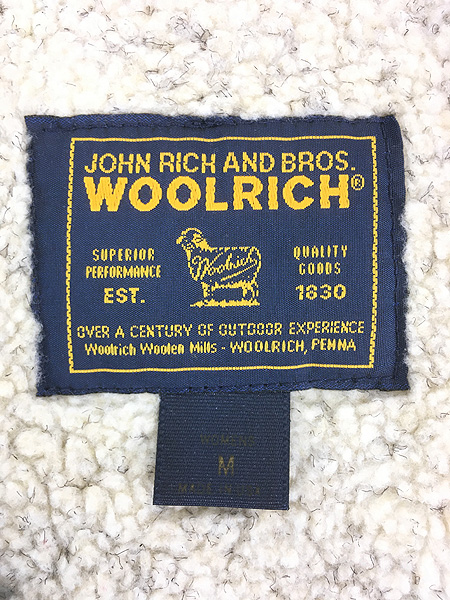 JOHN RICH AND BROS.
WOOLRICH®
SUPERIOR
PERFORMANCE
EST.
Woolrich
QUALITY
GOODS
1830
OVER A CENTURY OF OUTDOOR EXPERIENCE
Woolrich Woolen Mills - WOOLRICH, PENNA
WOMENS
M